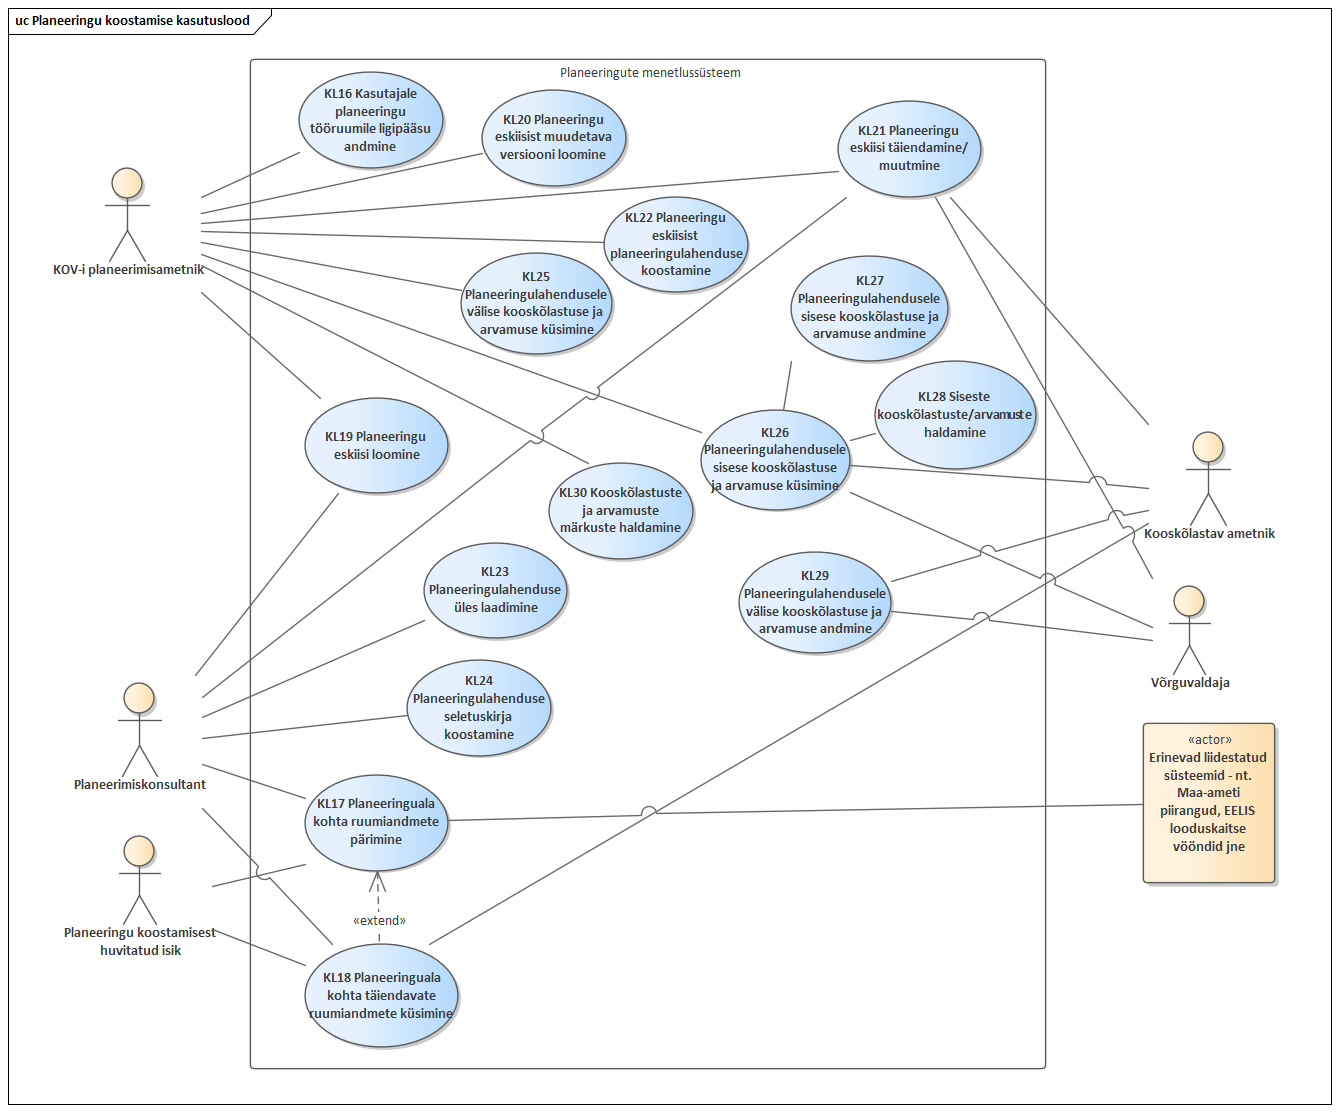 uc Planeeringu koostamise kasutuslood
Planeeringute menetlussüsteem
KL16 Kasutajale
planeeringu
tööruumile ligipääsu
andmine
KL20 Planeeringu
eskiisist muudetava
versiooni loomine
KL21 Planeeringu
eskiisi täiendamine/
muutmine
KL22 Planeeringu
eskiisist
planeeringulahenduse
koostamine
KOV-i planeerimisametnik
KL25
Planeeringulahendusele
välise kooskõlastuse ja
arvamuse küsimine
KL27
Planeeringulahendusele
sisese kooskõlastuse ja
arvamuse andmine
KL28 Siseste
kooskõlastuste/arvamuste
haldamine
KL19 Planeeringu
eskiisi loomine
KL26
Planeeringulahendusele
sisese kooskõlastuse
ja arvamuse küsimine
KL30 Kooskõlastuste
ja arvamuste
märkuste haldamine
Kooskõlastav ametnik
KL23
Planeeringulahenduse
üles laadimine
KL29
Planeeringulahendusele
välise kooskõlastuse ja
arvamuse andmine
Võrguvaldaja
KL24
Planeeringulahenduse
seletuskirja
koostamine
Planeerimiskonsultant
«actor»
Erinevad liidestatud
süsteemid - nt.
Maa-ameti
piirangud, EELIS
looduskaitse
vööndid jne
KL17 Planeeringuala
kohta ruumiandmete
pärimine
«extend»
Planeeringu koostamisest
huvitatud isik
KL18 Planeeringuala
kohta täiendavate
ruumiandmete küsimine